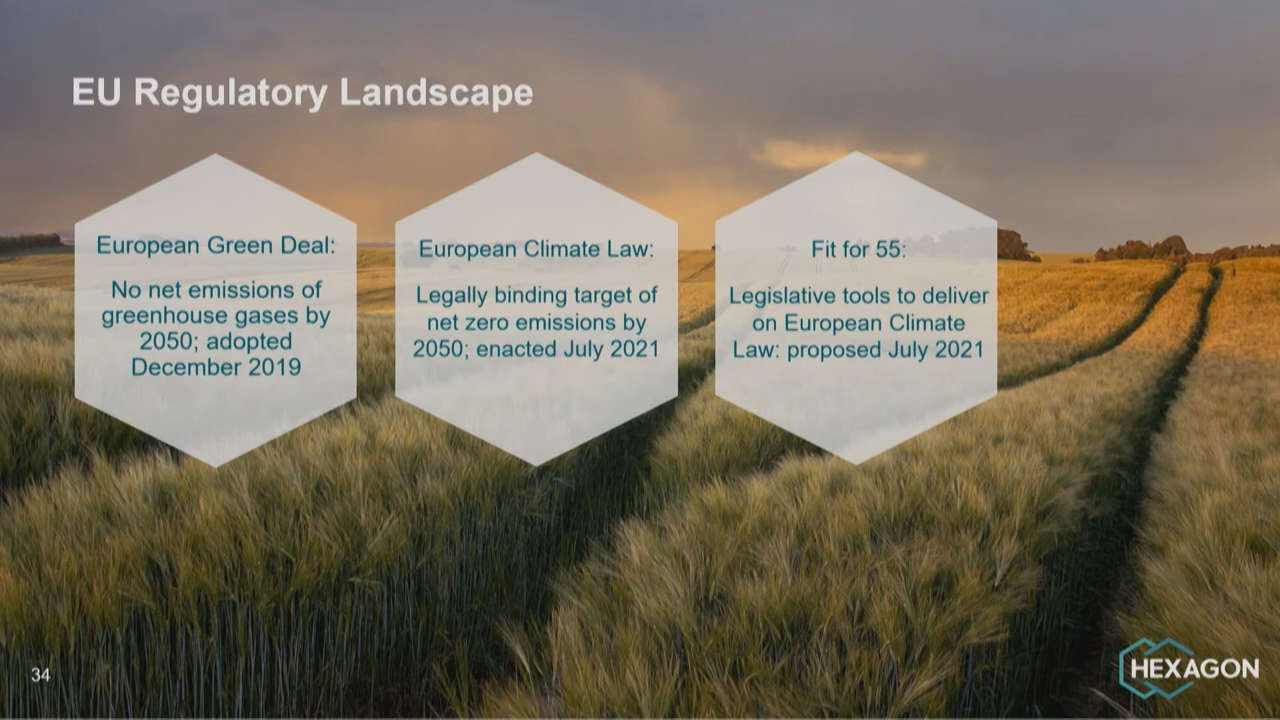 EU Regulatory Landscape
European Green Deal:
No net emissions of
greenhouse gases by
2050; adopted
December 2019
European Climate Law:
Legally binding target of
net zero emissions by
2050; enacted July 2021
Fit for 55:
Legislative tools to deliver
on European Climate
Law: proposed July 2021
34
HEXAGON